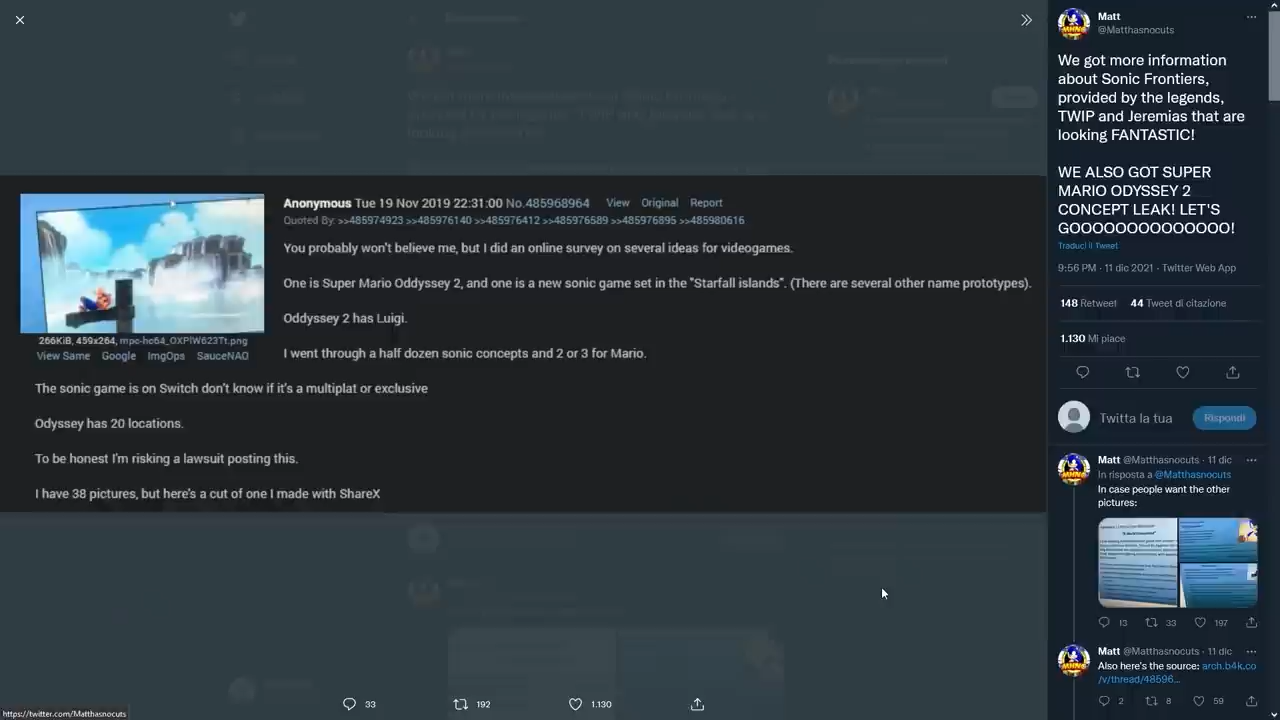 Anonymous Tue 19 Nov 2019 22:31:00 No.485968964 View Original Report
Quoted By: >>485974923 >>485976140 >>485976412 >>485976589 >>485976895 >>485980616
You probably won't believe me, but I did an online survey on several ideas for videogames.
One is Super Mario Oddyssey 2, and one is a new sonic game set in the "Starfall islands". (There are several other name prototypes).
Oddyssey 2 has Luigi.
266KiB, 459x264, mpc-hc64_OXPlW623Tt.png
View Same Google ImgOps SauceNAO
I went through a half dozen sonic concepts and 2 or 3 for Mario.
The sonic game is on Switch don't know if it's a multiplat or exclusive
Odyssey has 20 locations.
To be honest I'm risking a lawsuit posting this.
I have 38 pictures, but here's a cut of one I made with ShareX
33
192
1.130
https://twitter.com/Matthasnocuts
Matt
@Matthasnocuts
We got more information
about Sonic Frontiers,
provided by the legends,
TWIP and Jeremias that are
looking FANTASTIC!
WE ALSO GOT SUPER
MARIO ODYSSEY 2
CONCEPT LEAK! LET'S
GOOOOOOOOOOOOOO!
Traduci il Tweet
9:56 PM · 11 dic 2021 · Twitter Web App
148 Retweet 44 Tweet di citazione
1.130 Mi piace
Twitta la tua
Rispondi
Matt @Matthasnocuts · 11 dic
In risposta a @Matthasnocuts
In case people want the other
pictures:
13 33 197
Matt @Matthasnocuts · 11 dic
Also here's the source: arch.b4k.co
/v/thread/48596...
2 8 59